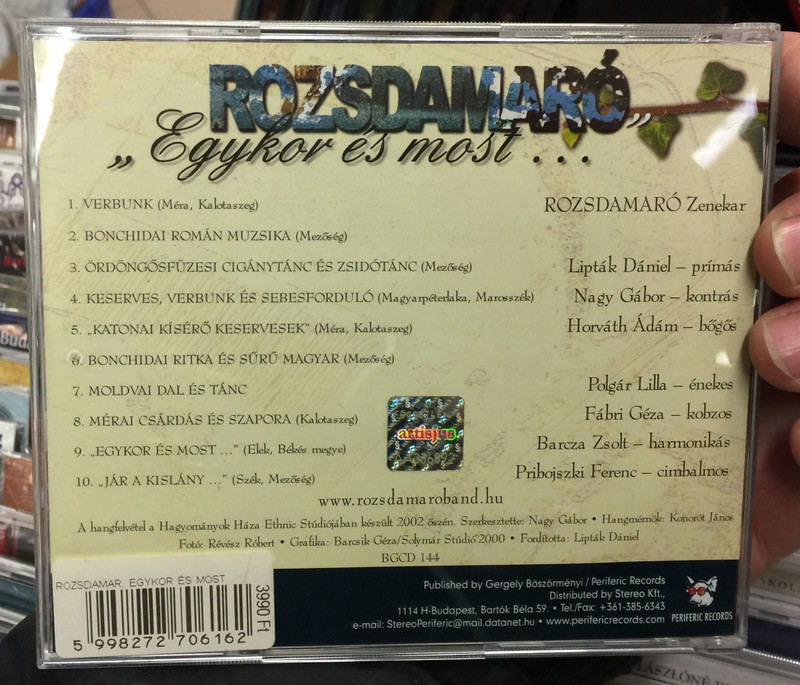 ROZSDAMARÓ
„Egykor és most ..."
1. VERBUNK (Méra, Kalotaszeg)
2. BONCHIDAI ROMÁN MUZSIKA (Mezőség)
3. ÖRDÖNGŐSFÜZESI CIGÁNYTÁNC ÉS ZSIDÓTÁNC (Mezőség)
4. KESERVES, VERBUNK ÉS SEBESFORDULÓ (Magyarpéterlaka, Marosszék)
5. „KATONAI KÍSÉRŐ KESERVESEK" (Méra, Kalotaszeg)
6. BONCHIDAI RITKA ÉS SŰRŰ MAGYAR (Mezőség)
7. MOLDVAI DAL ÉS TÁNC
8. MÉRAI CSÁRDÁS ÉS SZAPORA (Kalotaszeg)
9. „EGYKOR ÉS MOST ..." (Elek, Békés megye)
10. „JÁR A KISLÁNY ..." (Szék, Mezőség)
ROZSDAMARÓ Zenekar
Lipták Dániel – prímás
Nagy Gábor – kontrás
Horváth Ádám – bőgős
Polgár Lilla – énekes
Fábri Géza – kobzos
Barcza Zsolt – harmonikás
Pribojszki Ferenc – cimbalmos
artisjus
www.rozsdamaroband.hu
A hangfelvétel a Hagyományok Háza Ethnic Stúdiójában készült 2002 őszén. Szerkesztette: Nagy Gábor • Hangmérnök: Konorót János
Fotó: Révész Róbert • Grafika: Barcsik Géza/Solymár Stúdió'2000 • Fordította: Lipták Dániel
BGCD 144
ROZSDAMAR. EGYKOR ÉS MOST
3990 Ft
5 998272 706162
Published by Gergely Böszörményi / Periferic Records
Distributed by Stereo Kft.,
1114 H-Budapest, Bartók Béla 59. • Tel./Fax: +361-385-6343
e-mail: StereoPeriferic@mail.datanet.hu • www.perifericrecords.com
PERIFERIC RECORDS